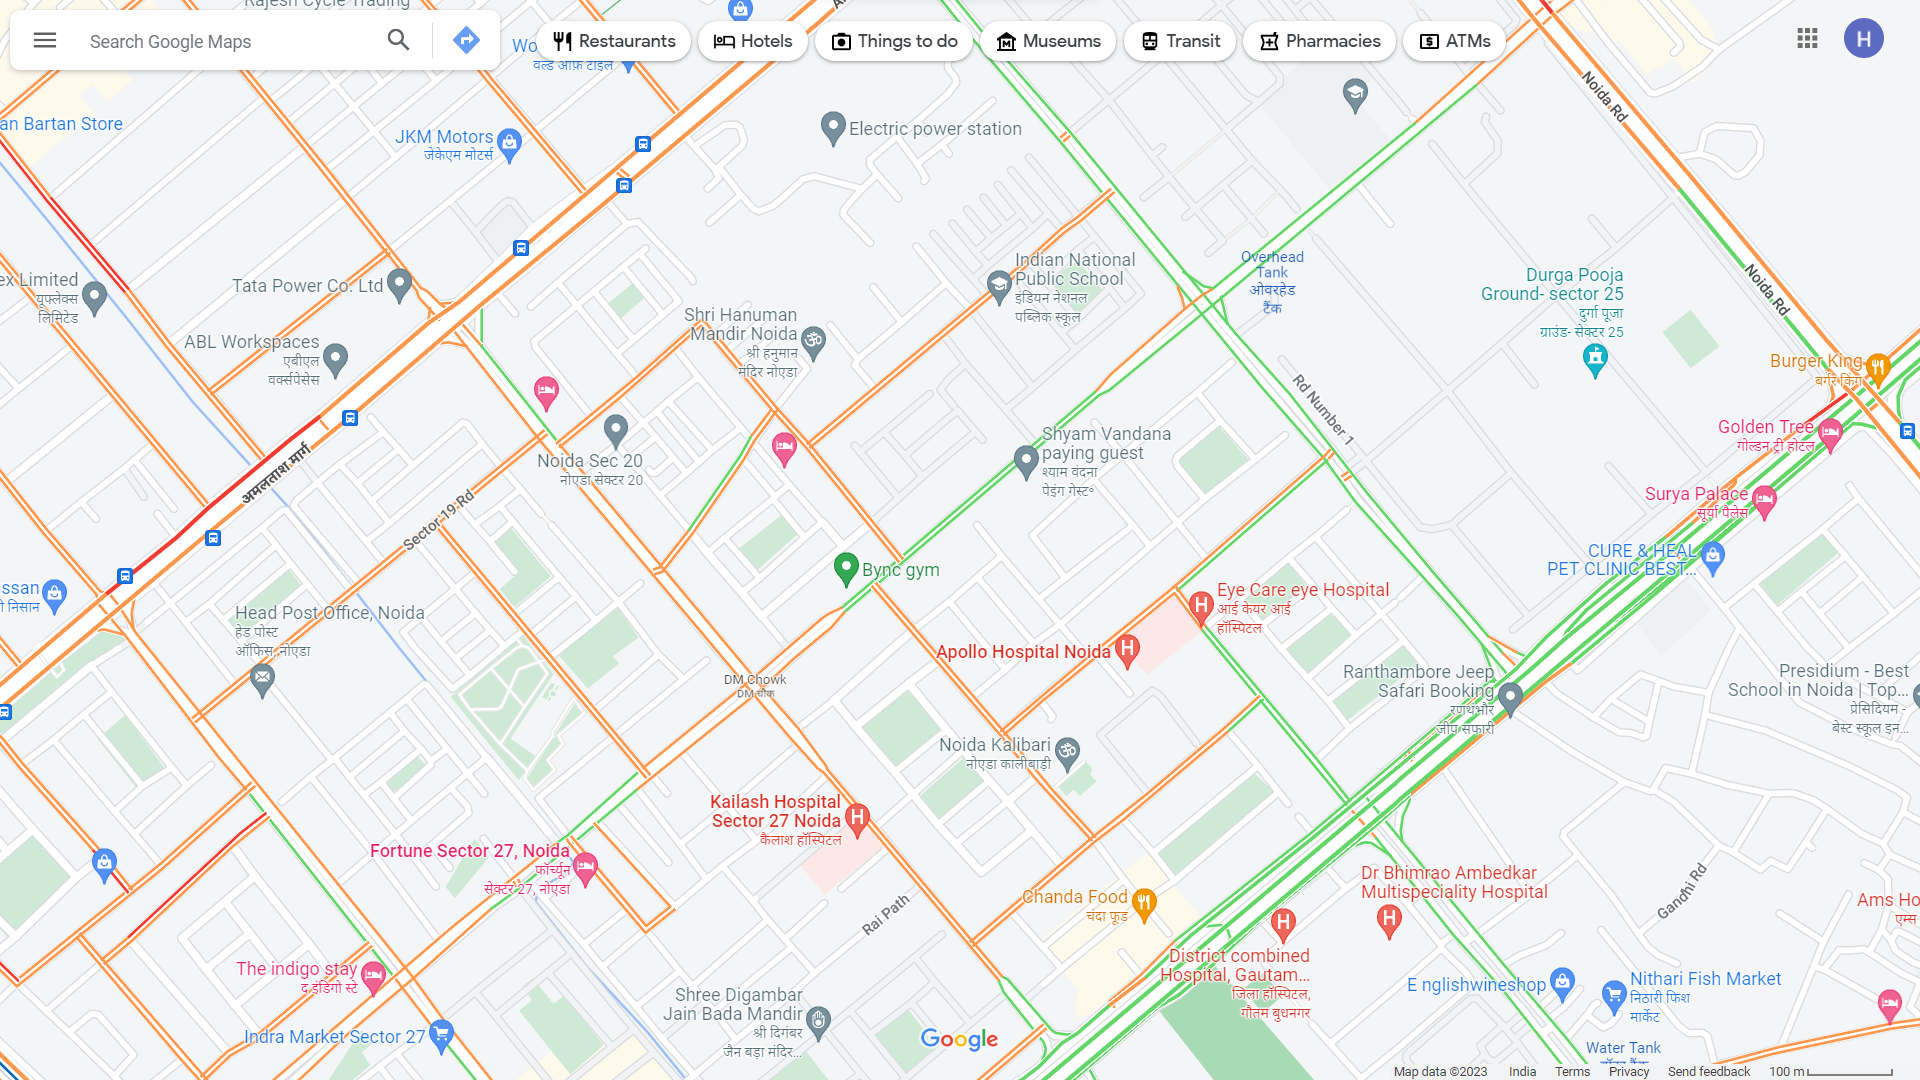 Search Google Maps
Restaurants
Hotels
Things to do
Museums
Transit
Pharmacies
ATMs
H
Rajesh Cycle Trading
वर्ल्ड ऑफ़ टाइल
an Bartan Store
JKM Motors
जेकेएम मोटर्स
Electric power station
Noida Rd
ex Limited
यूफ्लेक्स
लिमिटेड
Tata Power Co. Ltd
ABL Workspaces
एबीएल
वर्क्सपेसेस
Shri Hanuman
Mandir Noida
श्री हनुमान
मंदिर नोएडा
Indian National
Public School
इंडियन नेशनल
पब्लिक स्कूल
Overhead
Tank
ओवरहेड
टैंक
Durga Pooja
Ground- sector 25
दुर्गा पूजा
ग्राउंड- सेक्टर 25
Noida Rd
Burger King
बर्गर किंग
Golden Tree
गोल्डन ट्री होटल
Rd Number 1
Shyam Vandana
paying guest
श्याम वंदना
पेइंग गेस्ट॰
Noida Sec 20
नोएडा सेक्टर 20
अमलताश मार्ग
Sector 19 Rd
Surya Palace
सूर्या पैलेस
CURE & HEAL
PET CLINIC BEST...
Bync gym
issan
ी निसान
Head Post Office, Noida
हेड पोस्ट
ऑफिस, नोएडा
Eye Care eye Hospital
आई केयर आई
हॉस्पिटल
Apollo Hospital Noida
DM Chowk
DM चौक
Ranthambore Jeep
Safari Booking
रणथंभौर
जीप सफारी
Presidium - Best
School in Noida | Top...
प्रेसिदियम -
बेस्ट स्कूल इन...
Noida Kalibari
नोएडा कालीबाड़ी
Kailash Hospital
Sector 27 Noida
कैलाश हॉस्पिटल
Fortune Sector 27, Noida
फॉर्च्यून
सेक्टर 27, नोएडा
Rai Path
Chanda Food
चंदा फूड
Dr Bhimrao Ambedkar
Multispeciality Hospital
Gandhi Rd
Ams Ho
एम्स
District combined
Hospital, Gautam...
जिला हॉस्पिटल,
गौतम बुधनगर
The indigo stay
द इंडिगो स्टे
Shree Digambar
Jain Bada Mandir
श्री दिगंबर
जैन बड़ा मंदिर...
Indra Market Sector 27
E nglishwineshop
Nithari Fish Market
निठारी फिश
मार्केट
Water Tank
Google
Map data ©2023
India
Terms
Privacy
Send feedback
100 m